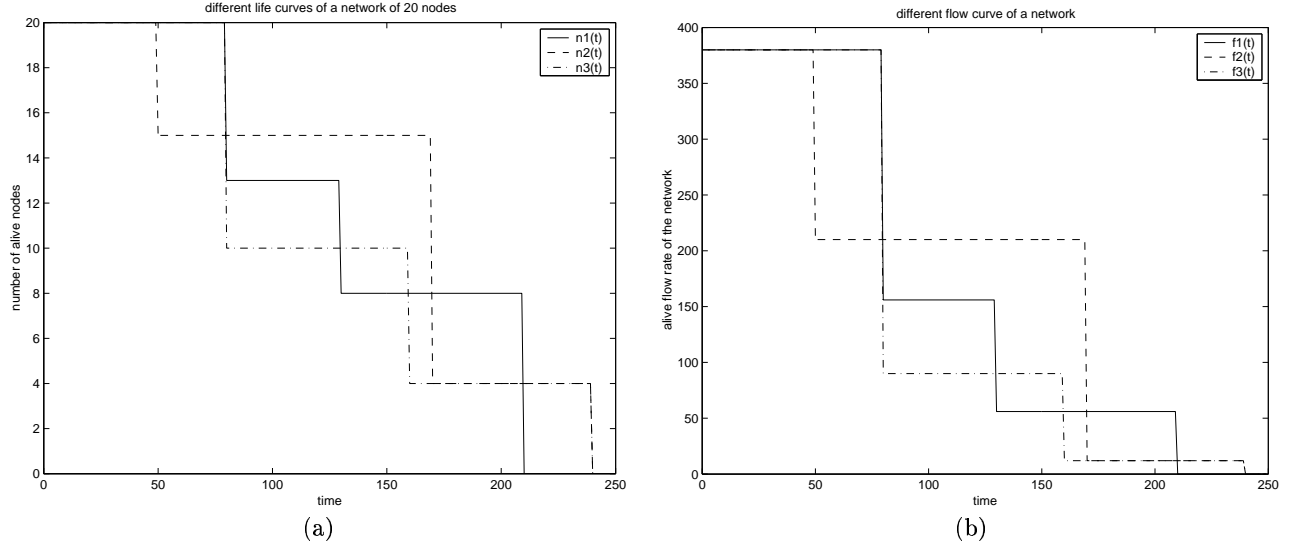 different life curves of a network of 20 nodes
20
18
16
14
12
10
8
6
4
2
0
number of alive nodes
n1(t)
n2(t)
n3(t)
0 50 100 150 200 250
time
(a)
different flow curve of a network
400
350
300
250
200
150
100
50
0
alive flow rate of the network
f1(t)
f2(t)
f3(t)
0 50 100 150 200 250
time
(b)